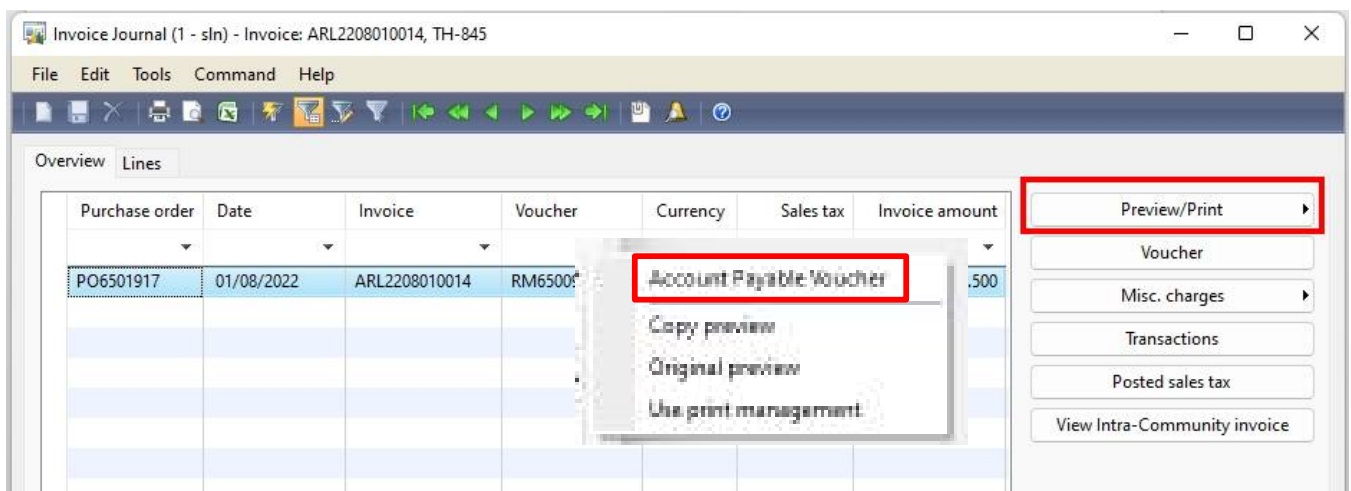 Invoice Journal (1 - sln) - Invoice: ARL2208010014, TH-845
File Edit Tools Command Help
Overview Lines
Purchase order Date Invoice Voucher Currency Sales tax Invoice amount
PO6501917 01/08/2022 ARL2208010014 RM65009 .500
Account Payable Voucher
Copy preview
Original preview
Use print management
Preview/Print
Voucher
Misc. charges
Transactions
Posted sales tax
View Intra-Community invoice